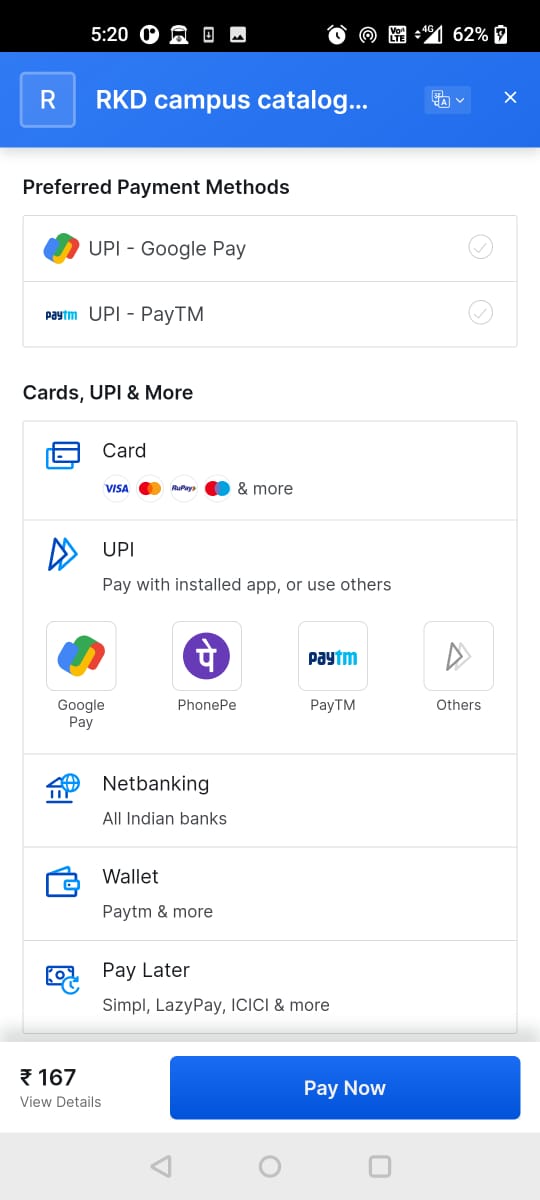 5:20
VoD
LTE
4G
62%
R
RKD campus catalog...
Preferred Payment Methods
UPI - Google Pay
paytm UPI - PayTM
Cards, UPI & More
Card
VISA RuPay & more
UPI
Pay with installed app, or use others
पे
paytm
Google Pay
PhonePe
PayTM
Others
Netbanking
All Indian banks
Wallet
Paytm & more
Pay Later
Simpl, LazyPay, ICICI & more
₹ 167
View Details
Pay Now